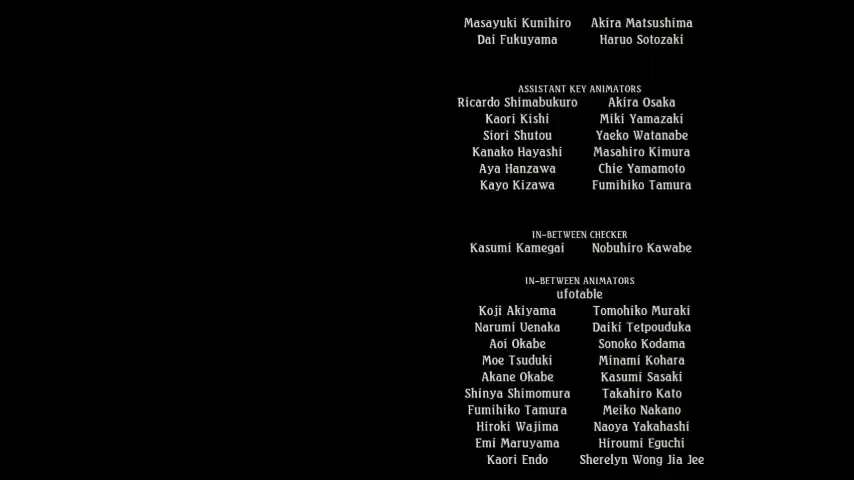 Masayuki Kunihiro Akira Matsushima
Dai Fukuyama Haruo Sotozaki
ASSISTANT KEY ANIMATORS
Ricardo Shimabukuro Akira Osaka
Kaori Kishi Miki Yamazaki
Siori Shutou Yaeko Watanabe
Kanako Hayashi Masahiro Kimura
Aya Hanzawa Chie Yamamoto
Kayo Kizawa Fumihiko Tamura
IN-BETWEEN CHECKER
Kasumi Kamegai Nobuhiro Kawabe
IN-BETWEEN ANIMATORS
ufotable
Koji Akiyama Tomohiko Muraki
Narumi Uenaka Daiki Tetpouduka
Aoi Okabe Sonoko Kodama
Moe Tsuduki Minami Kohara
Akane Okabe Kasumi Sasaki
Shinya Shimomura Takahiro Kato
Fumihiko Tamura Meiko Nakano
Hiroki Wajima Naoya Yakahashi
Emi Maruyama Hiroumi Eguchi
Kaori Endo Sherelyn Wong Jia Jee